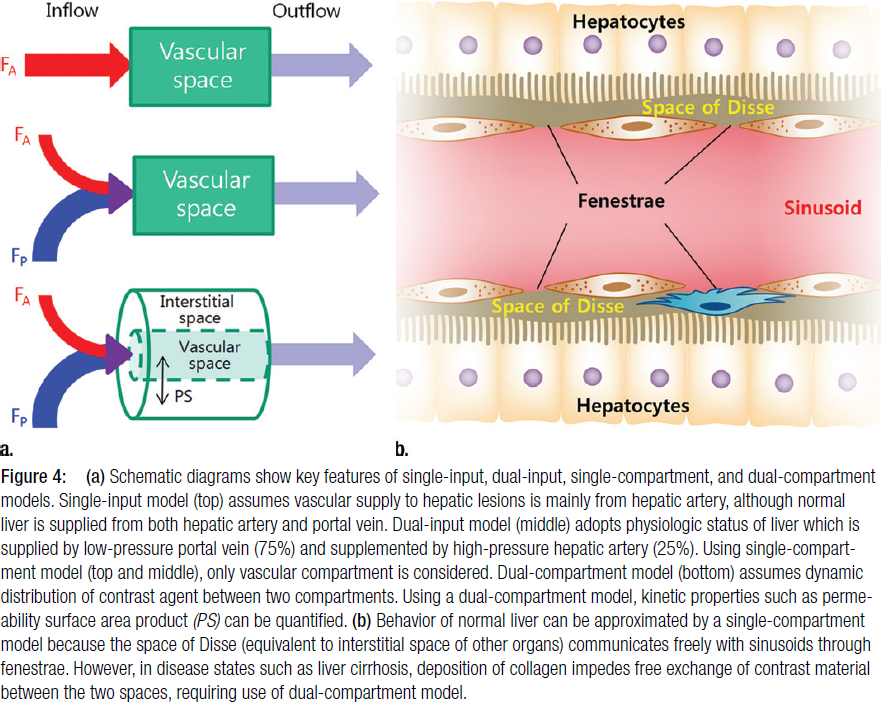 Inflow
Outflow
FA
Vascular
space
FA
FP
Vascular
space
FA
FP
Interstitial
space
Vascular
space
PS
a.
Hepatocytes
Space of Disse
Fenestrae
Sinusoid
Space of Disse
Hepatocytes
b.
Figure 4: (a) Schematic diagrams show key features of single-input, dual-input, single-compartment, and dual-compartment
models. Single-input model (top) assumes vascular supply to hepatic lesions is mainly from hepatic artery, although normal
liver is supplied from both hepatic artery and portal vein. Dual-input model (middle) adopts physiologic status of liver which is
supplied by low-pressure portal vein (75%) and supplemented by high-pressure hepatic artery (25%). Using single-compart-
ment model (top and middle), only vascular compartment is considered. Dual-compartment model (bottom) assumes dynamic
distribution of contrast agent between two compartments. Using a dual-compartment model, kinetic properties such as perme-
ability surface area product (PS) can be quantified. (b) Behavior of normal liver can be approximated by a single-compartment
model because the space of Disse (equivalent to interstitial space of other organs) communicates freely with sinusoids through
fenestrae. However, in disease states such as liver cirrhosis, deposition of collagen impedes free exchange of contrast material
between the two spaces, requiring use of dual-compartment model.